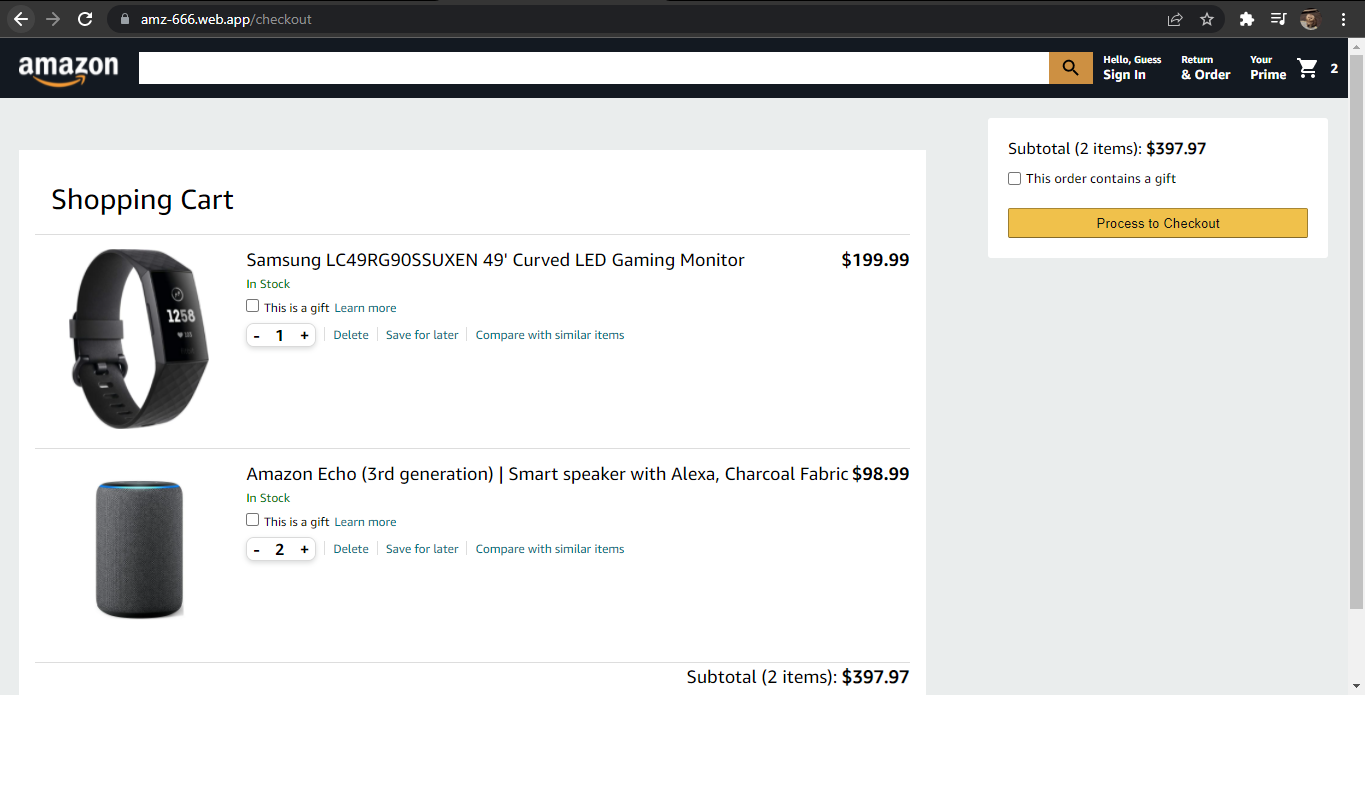 amz-666.web.app/checkout
amazon
Hello, Guess
Sign In
Return
& Order
Your
Prime
2
Subtotal (2 items): $397.97
This order contains a gift
Process to Checkout
Shopping Cart
Samsung LC49RG90SSUXEN 49' Curved LED Gaming Monitor $199.99
In Stock
This is a gift Learn more
- 1 + Delete Save for later Compare with similar items
1258
Amazon Echo (3rd generation) | Smart speaker with Alexa, Charcoal Fabric $98.99
In Stock
This is a gift Learn more
- 2 + Delete Save for later Compare with similar items
Subtotal (2 items): $397.97